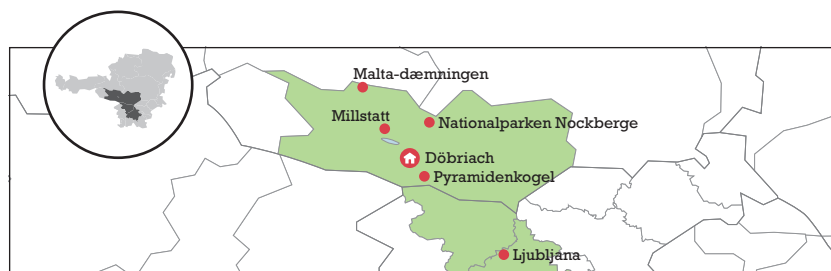 Malta-dæmningen
Millstatt
Nationalparken Nockberge
Döbriach
Pyramidenkogel
Ljubljana